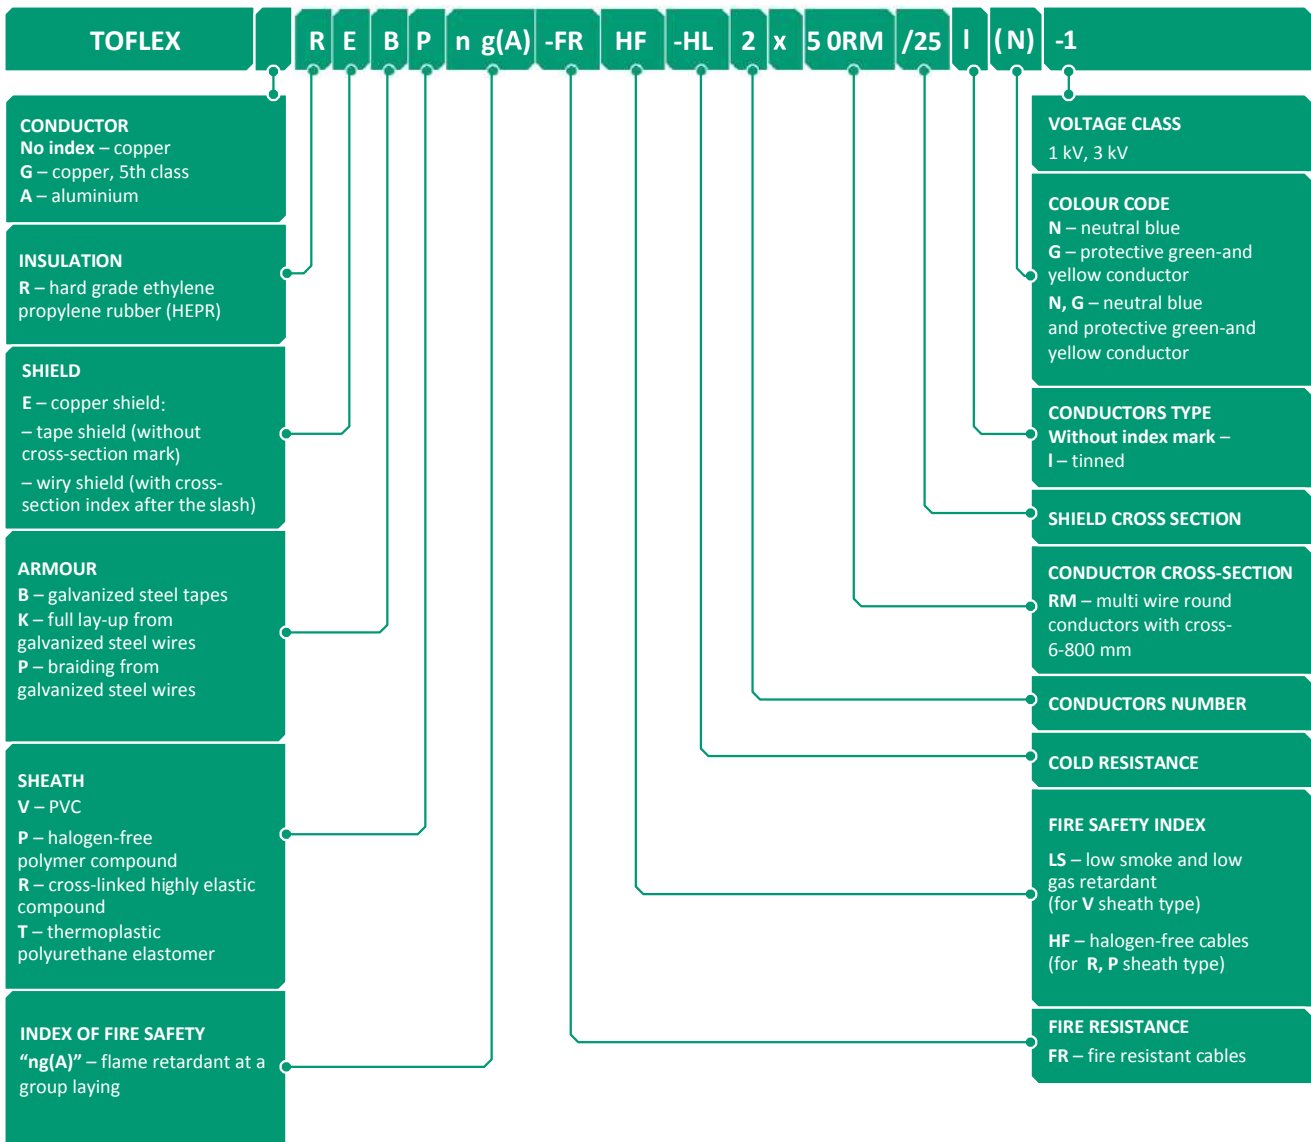 TOFLEX R E B P n g(A) -FR HF -HL 2 x 5 0RM /25 l (N) -1
CONDUCTOR
No index – copper
G – copper, 5th class
A – aluminium
INSULATION
R – hard grade ethylene
propylene rubber (HEPR)
SHIELD
E – copper shield:
– tape shield (without
cross-section mark)
– wiry shield (with cross-
section index after the slash)
ARMOUR
B – galvanized steel tapes
K – full lay-up from
galvanized steel wires
P – braiding from
galvanized steel wires
SHEATH
V – PVC
P – halogen-free
polymer compound
R – cross-linked highly elastic
compound
T – thermoplastic
polyurethane elastomer
INDEX OF FIRE SAFETY
“ng(A)” – flame retardant at a
group laying
VOLTAGE CLASS
1 kV, 3 kV
COLOUR CODE
N – neutral blue
G – protective green-and
yellow conductor
N, G – neutral blue
and protective green-and
yellow conductor
CONDUCTORS TYPE
Without index mark –
l – tinned
SHIELD CROSS SECTION
CONDUCTOR CROSS-SECTION
RM – multi wire round
conductors with cross-
6-800 mm
CONDUCTORS NUMBER
COLD RESISTANCE
FIRE SAFETY INDEX
LS – low smoke and low
gas retardant
(for V sheath type)
HF – halogen-free cables
(for R, P sheath type)
FIRE RESISTANCE
FR – fire resistant cables